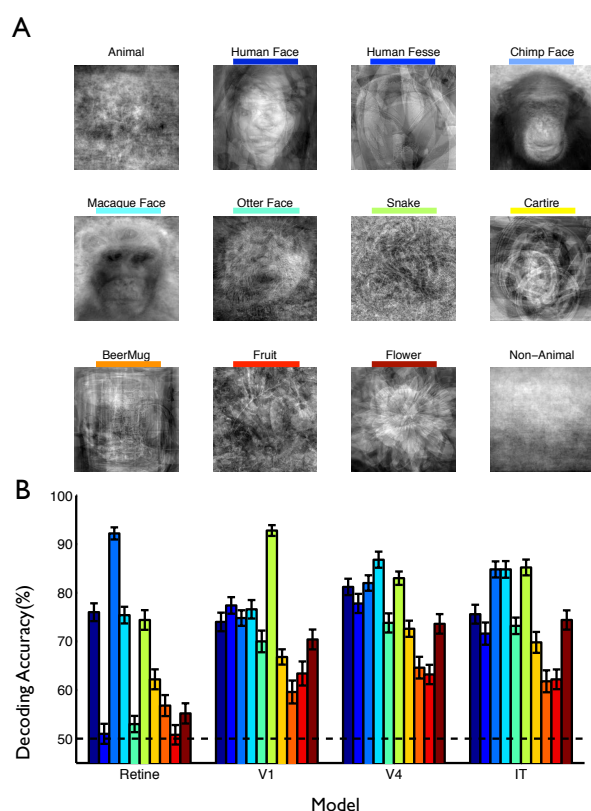 A
Animal Human Face Human Fesse Chimp Face
Macaque Face Otter Face Snake Cartire
BeerMug Fruit Flower Non-Animal
B
100
90
80
70
60
50
Decoding Accuracy(%)
Retine V1 V4 IT
Model